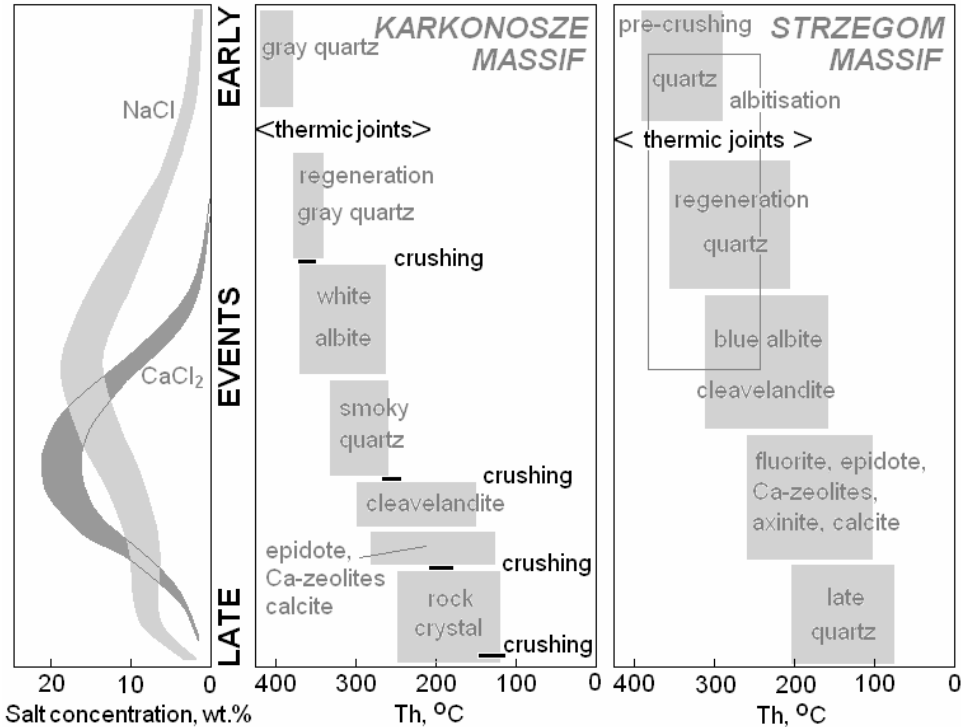 NaCl
CaCl₂
20 10 0
Salt concentration, wt.%
EARLY
EVENTS
LATE
KARKONOSZE
MASSIF
gray quartz
<thermic joints>
regeneration
gray quartz
crushing
white
albite
smoky
quartz
crushing
cleavelandite
epidote,
Ca-zeolites
calcite
crushing
rock
crystal
crushing
400 300 200 100 0
Th, °C
STRZEGOM
MASSIF
pre-crushing
quartz
albitisation
< thermic joints >
regeneration
quartz
blue albite
cleavelandite
fluorite, epidote,
Ca-zeolites,
axinite, calcite
late
quartz
400 300 200 100 0
Th, °C